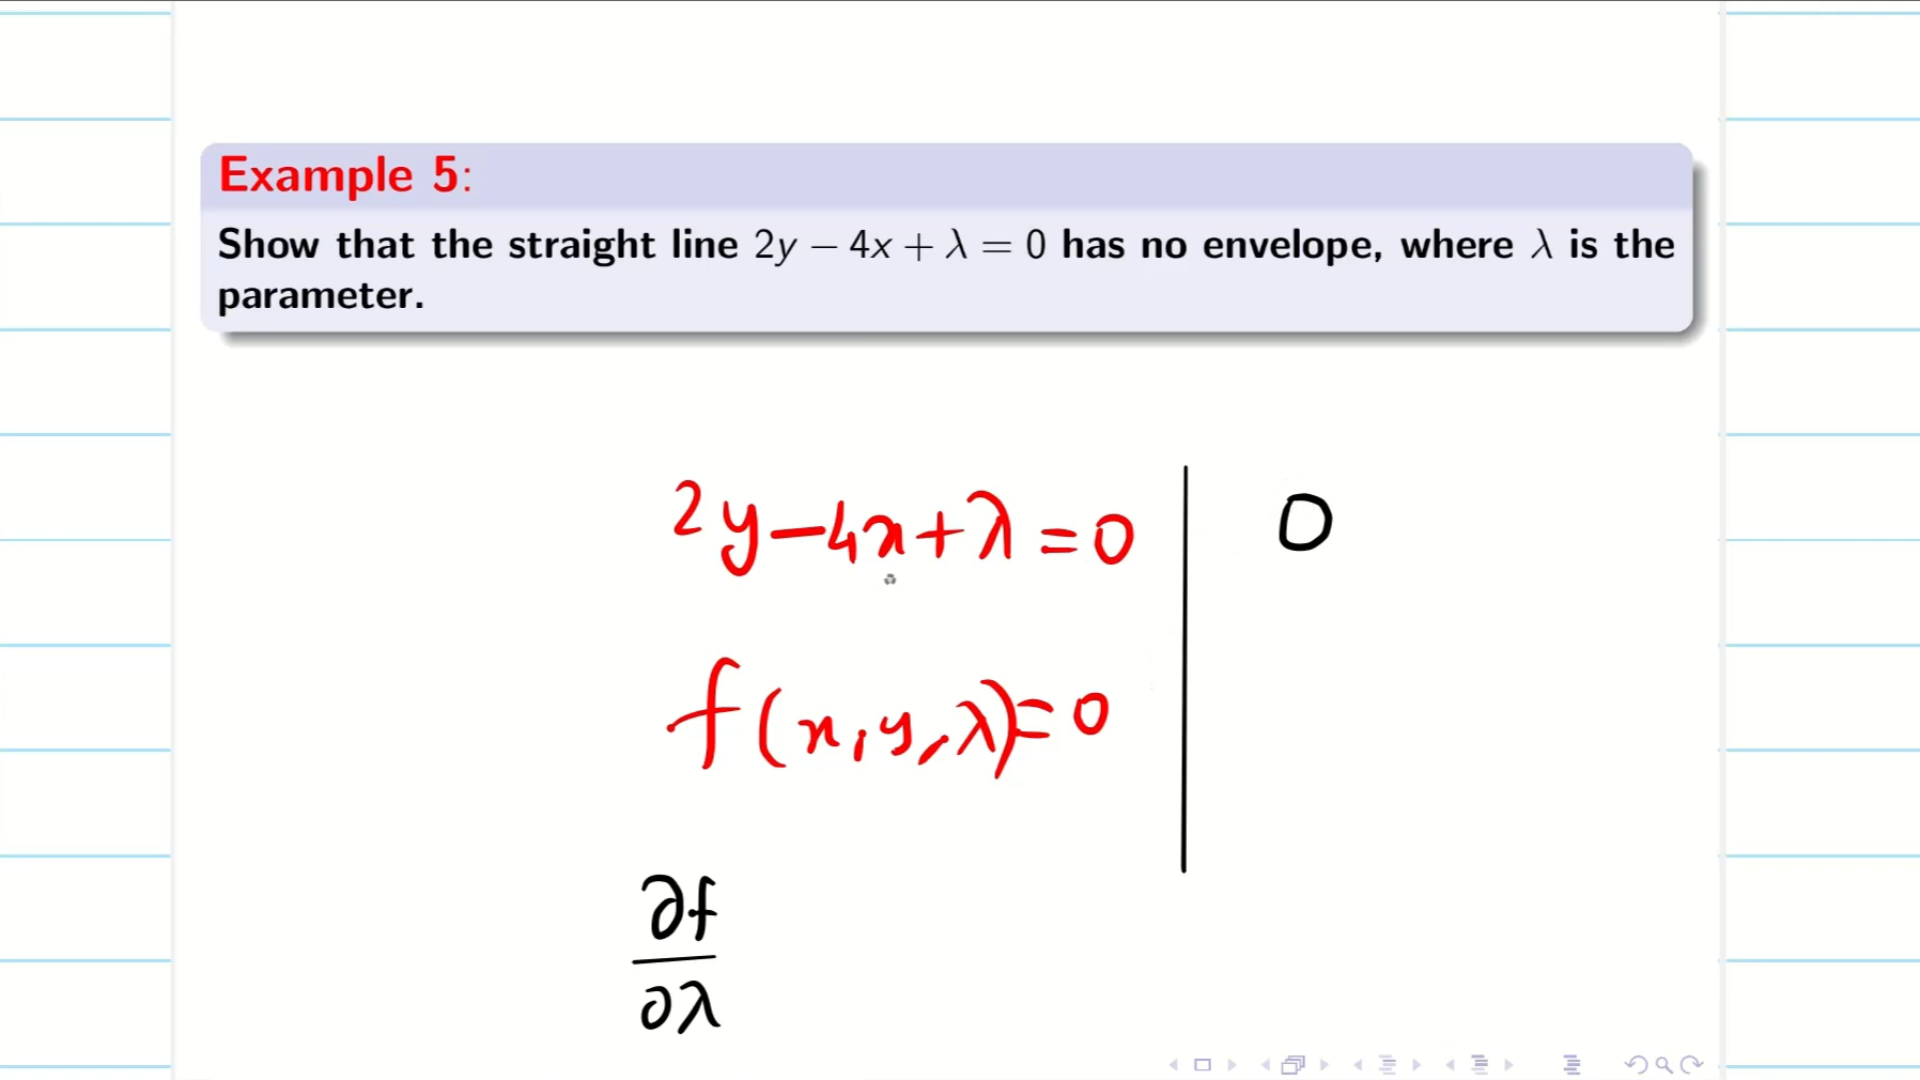 Example 5:
Show that the straight line 2y − 4x + λ = 0 has no envelope, where λ is the
parameter.
2y−4x+λ=0
f(x,y,λ)=0
∂f
∂λ
0